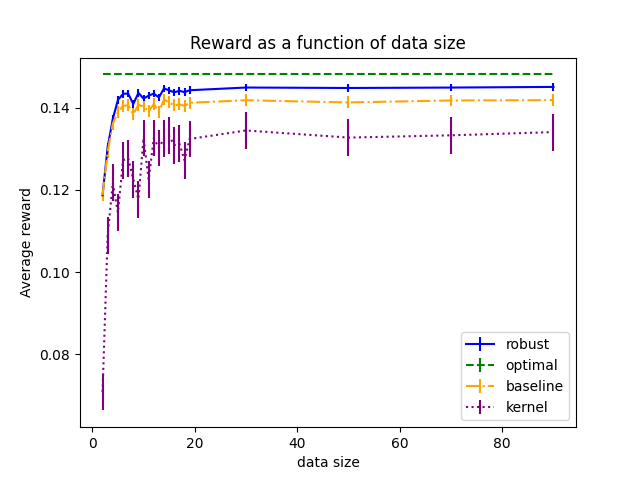 Reward as a function of data size
Average reward
0.14
0.12
0.10
0.08
robust
optimal
baseline
kernel
0
20
40
60
80
data size